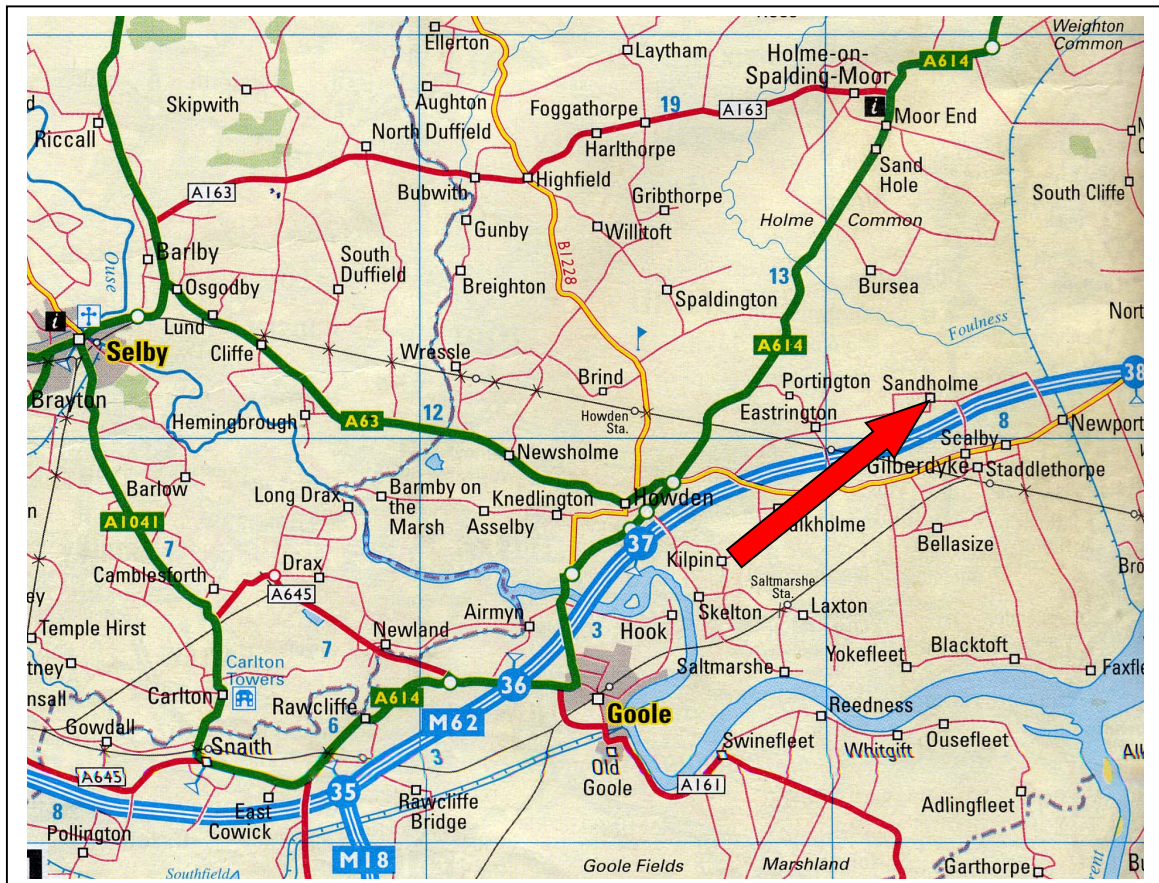 Ellerton
Laytham
Holme-on-
Spalding-Moor
A614
Weighton
Common
Skipwith
Aughton
Foggathorpe
19
A163
i
Moor End
Riccall
North Duffield
Harlthorpe
Sand
Hole
A163
Bubwith
Highfield
Gribthorpe
South Cliffe
Gunby
Willitoft
Holme Common
Barlby
South
Duffield
B1228
Ouse
Osgodby
Breighton
Spaldington
13
Bursea
i
Lund
Foulness
Selby
Cliffe
Wressle
A614
38
Brayton
Brind
Portington
Sandholme
Hemingbrough
A63
12
Howden
Sta.
Eastrington
8
Newport
Newsholme
Scalby
Gilberdyke
Staddlethorpe
Barlow
Long Drax
Barmby on
the
Marsh
Knedlington
Howden
A1041
Asselby
37
Bellasize
7
Kilpin
Camblesforth
Drax
A645
Saltmarshe
Sta.
Skelton
Laxton
Airmyn
Temple Hirst
Newland
3
Hook
Blacktoft
7
Yokefleet
Carlton
Towers
Saltmarshe
Carlton
36
A614
Rawcliffe
Goole
Reedness
Gowdall
6
M62
Snaith
3
Swinefleet
Whitgift
Ousefleet
A645
Old
Goole
A161
35
8
East
Cowick
Rawcliffe
Bridge
Adlingfleet
Pollington
M18
Southfield
Goole Fields
Marshland
Garthorpe